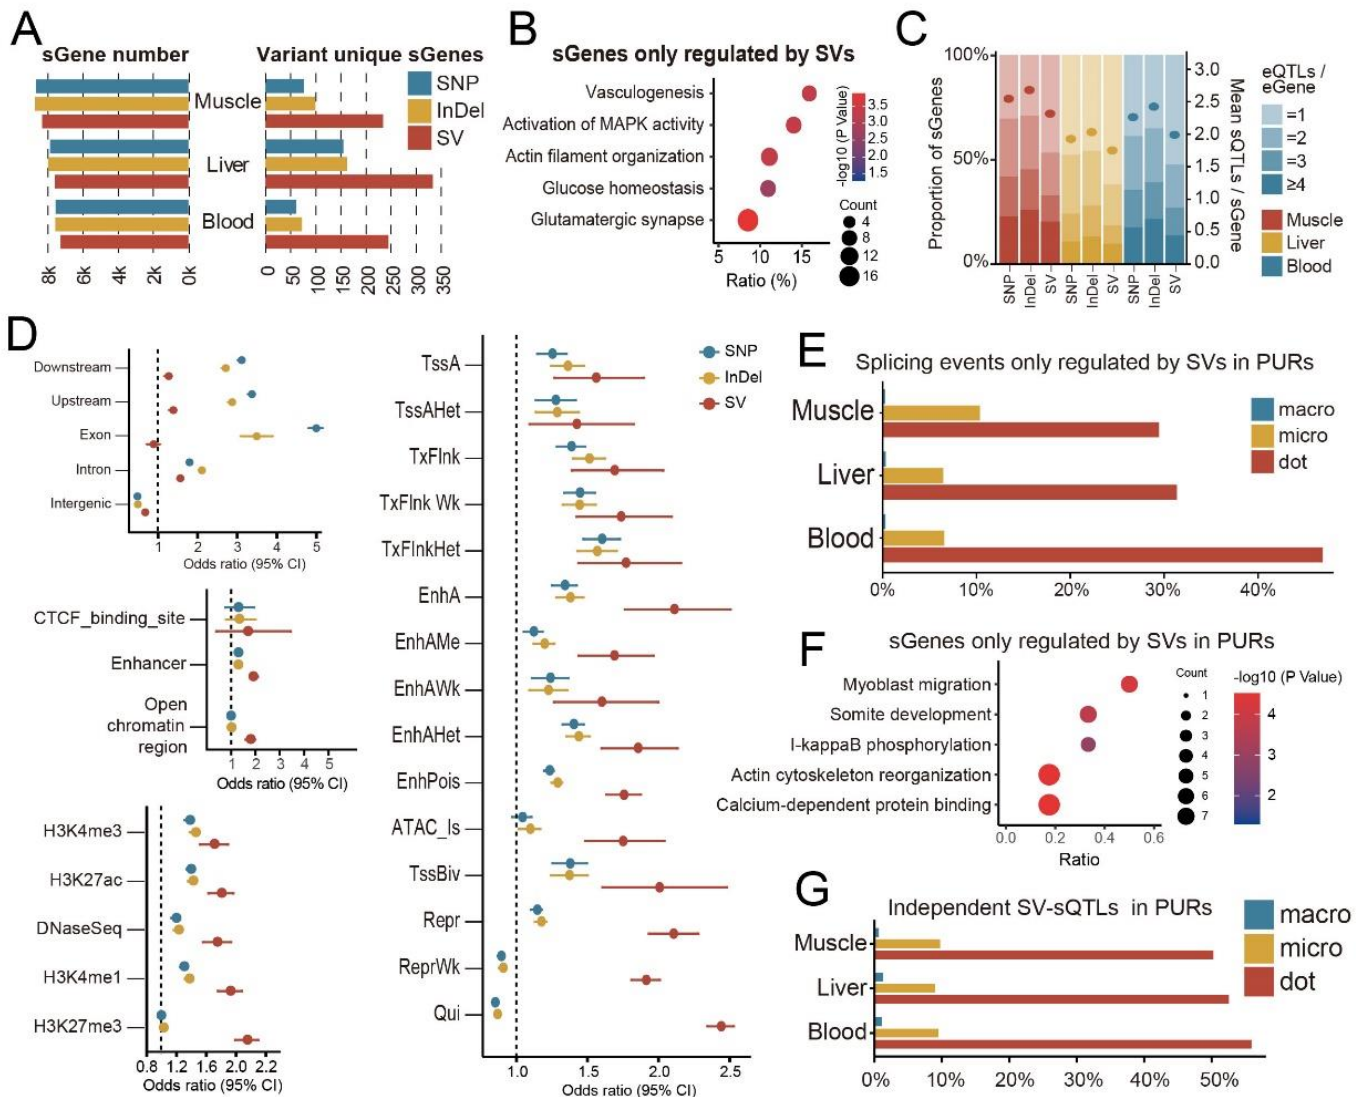 A
sGene number
Variant unique sGenes
SNP
InDel
SV
Muscle
Liver
Blood
8k 6k 4k 2k 0k
0 50 100 150 200 250 300 350
B
sGenes only regulated by SVs
Vasculogenesis
Activation of MAPK activity
Actin filament organization
Glucose homeostasis
Glutamatergic synapse
5 10 15
Ratio (%)
-log10 (P Value)
3.5
3.0
2.5
2.0
1.5
Count
4
8
12
16
C
100%
50%
0%
Proportion of sGenes
SNP InDel SV SNP InDel SV SNP InDel SV
3.0
2.5
2.0
1.5
1.0
0.5
0.0
Mean sQTLs / sGene
eQTLs /
eGene
=1
=2
=3
≥4
Muscle
Liver
Blood
D
Downstream
Upstream
Exon
Intron
Intergenic
1 2 3 4 5
Odds ratio (95% CI)
CTCF_binding_site
Enhancer
Open
chromatin
region
1 2 3 4 5
Odds ratio (95% CI)
H3K4me3
H3K27ac
DNaseSeq
H3K4me1
H3K27me3
0.8 1.2 1.6 2.0 2.2
Odds ratio (95% CI)
SNP
InDel
SV
TssA
TssAHet
TxFlnk
TxFlnk Wk
TxFlnkHet
EnhA
EnhAMe
EnhAWk
EnhAHet
EnhPois
ATAC_Is
TssBiv
Repr
ReprWk
Qui
1.0 1.5 2.0 2.5
Odds ratio (95% CI)
E
Splicing events only regulated by SVs in PURs
Muscle
Liver
Blood
macro
micro
dot
0% 10% 20% 30% 40%
F
sGenes only regulated by SVs in PURs
Myoblast migration
Somite development
I-kappaB phosphorylation
Actin cytoskeleton reorganization
Calcium-dependent protein binding
0.0 0.2 0.4 0.6
Ratio
Count
1
2
3
4
5
6
7
-log10 (P Value)
4
3
2
G
Independent SV-sQTLs in PURs
Muscle
Liver
Blood
macro
micro
dot
0% 10% 20% 30% 40% 50%